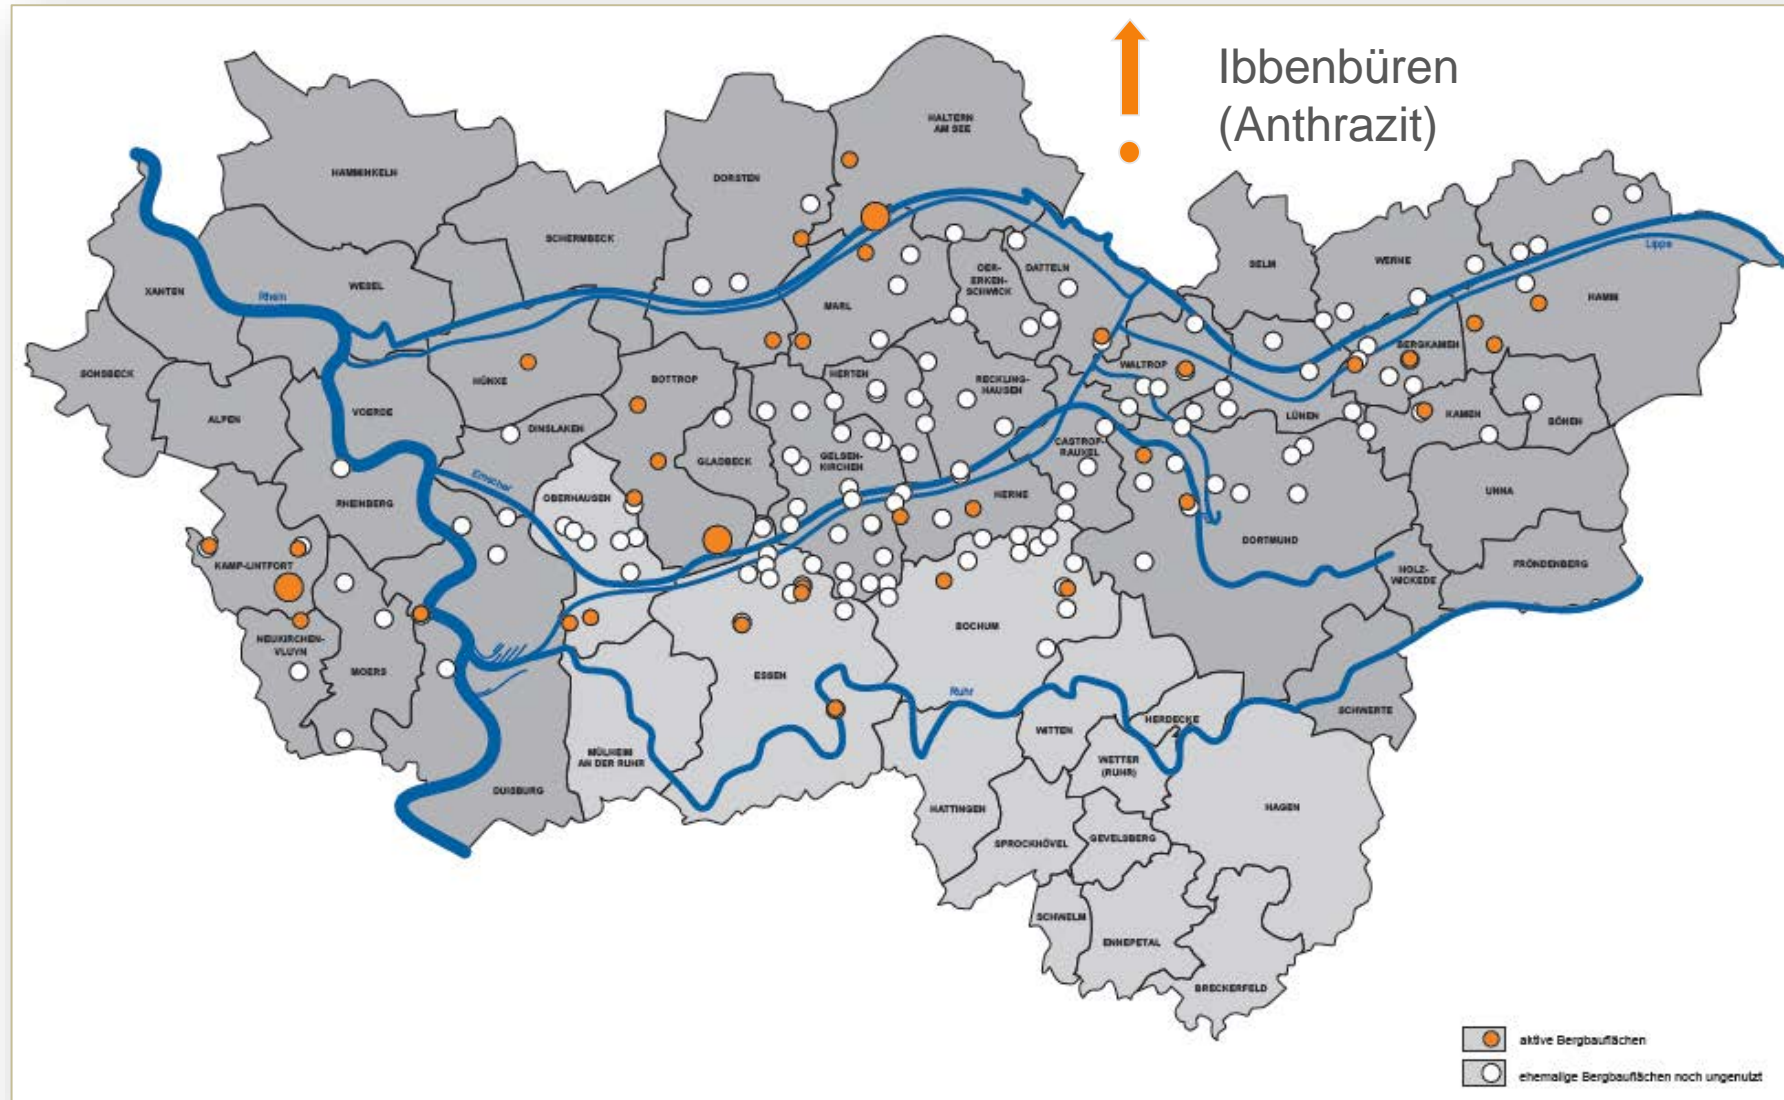 Ibbenbüren
(Anthrazit)
HALTERN
AM SEE
HAMMINKELN
DORSTEN
SCHERMBECK
SELM
WERNE
Lippe
XANTEN
WESEL
Rhein
OER-
ERKEN-
SCHWICK
DATTELN
MARL
HAMM
BERGKAMEN
SONSBECK
HÜNXE
BOTTROP
HERTEN
RECKLING-
HAUSEN
WALTROP
ALPEN
VOERDE
DINSLAKEN
LÜNEN
KAMEN
BÖNEN
GLADBECK
GELSEN-
KIRCHEN
CASTROP-
RAUXEL
Emscher
OBERHAUSEN
RHEINBERG
HERNE
UNNA
DORTMUND
KAMP-LINTFORT
HOLZ-
WICKEDE
FRÖNDENBERG
NEUKIRCHEN-
VLUYN
MOERS
BOCHUM
ESSEN
Ruhr
HERDECKE
SCHWERTE
WITTEN
MÜLHEIM
AN DER RUHR
WETTER
(RUHR)
DUISBURG
HATTINGEN
HAGEN
SPROCKHÖVEL
GEVELSBERG
SCHWELM
ENNEPETAL
BRECKERFELD
aktive Bergbauflächen
ehemalige Bergbauflächen noch ungenutzt